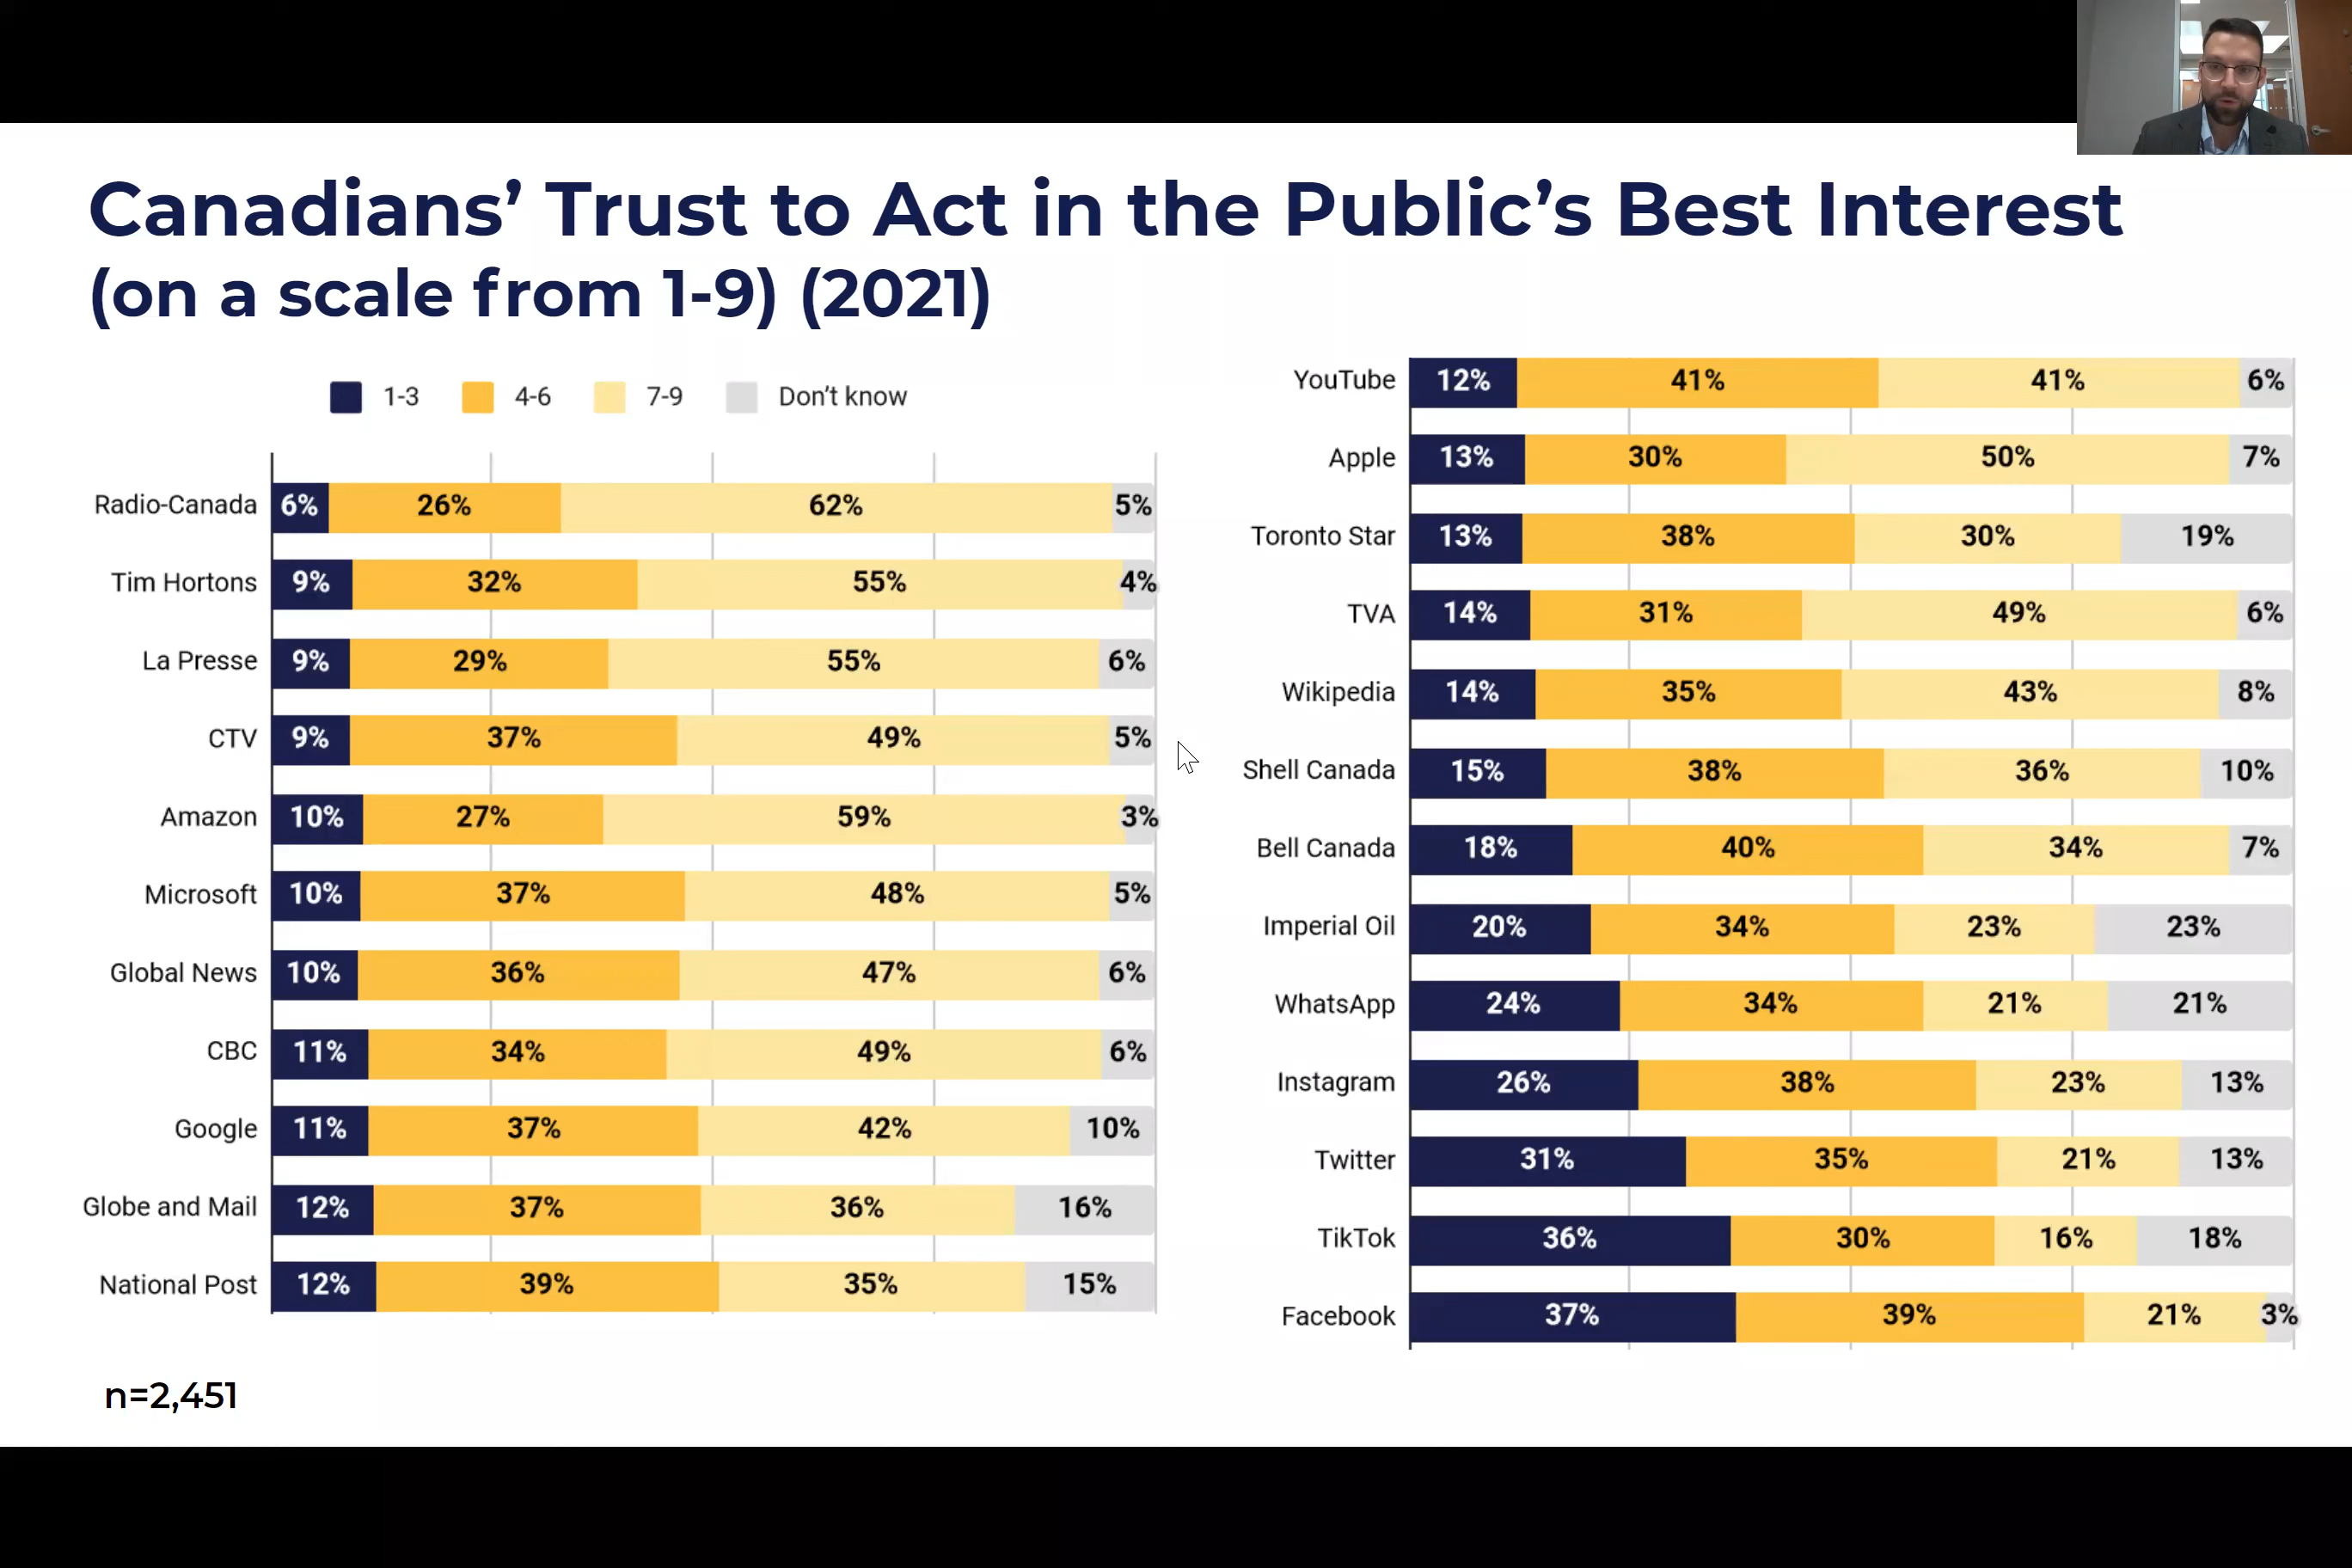 Canadians’ Trust to Act in the Public’s Best Interest
(on a scale from 1-9) (2021)
1-3 4-6 7-9 Don’t know
Radio-Canada 6% 26% 62% 5%
Tim Hortons 9% 32% 55% 4%
La Presse 9% 29% 55% 6%
CTV 9% 37% 49% 5%
Amazon 10% 27% 59% 3%
Microsoft 10% 37% 48% 5%
Global News 10% 36% 47% 6%
CBC 11% 34% 49% 6%
Google 11% 37% 42% 10%
Globe and Mail 12% 37% 36% 16%
National Post 12% 39% 35% 15%
YouTube 12% 41% 41% 6%
Apple 13% 30% 50% 7%
Toronto Star 13% 38% 30% 19%
TVA 14% 31% 49% 6%
Wikipedia 14% 35% 43% 8%
Shell Canada 15% 38% 36% 10%
Bell Canada 18% 40% 34% 7%
Imperial Oil 20% 34% 23% 23%
WhatsApp 24% 34% 21% 21%
Instagram 26% 38% 23% 13%
Twitter 31% 35% 21% 13%
TikTok 36% 30% 16% 18%
Facebook 37% 39% 21% 3%
n=2,451